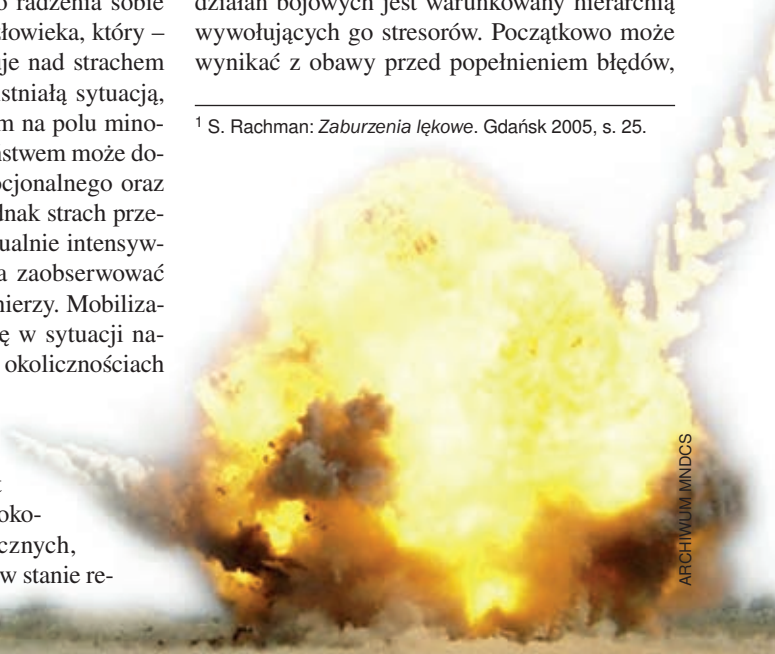 radzenia sobie
złowieka, który –
je nad strachem
stniałą sytuacją,
m na polu mino-
ństwem może do-
ocjonalnego oraz
dnak strach prze-
ualnie intensyw-
a zaobserwować
nierzy. Mobiliza-
ę w sytuacji na-
okolicznościach
oko-
cznych,
w stanie re-
działań bojowych jest warunkowany hierarchią
wywołujących go stresorów. Początkowo może
wynikać z obawy przed popełnieniem błędów,
1 S. Rachman: Zaburzenia lękowe. Gdańsk 2005, s. 25.
ARCHIWUM MNDCS